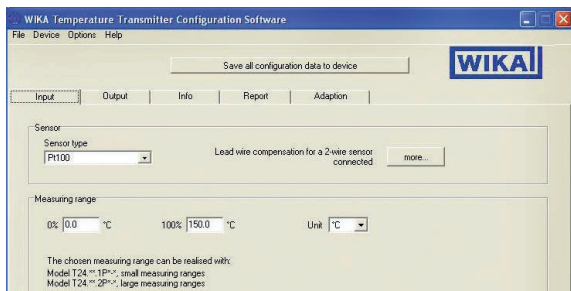 WIKA Temperature Transmitter Configuration Software
File Device Options Help
Save all configuration data to device
WIKA
Input Output Info Report Adaption
Sensor
Sensor type
Pt100
Lead wire compensation for a 2-wire sensor
connected
more...
Measuring range
0% 0.0 °C 100% 150.0 °C Unit °C
The chosen measuring range can be realised with:
Model T24.**.1P*-*, small measuring ranges
Model T24.**.2P*-*, large measuring ranges